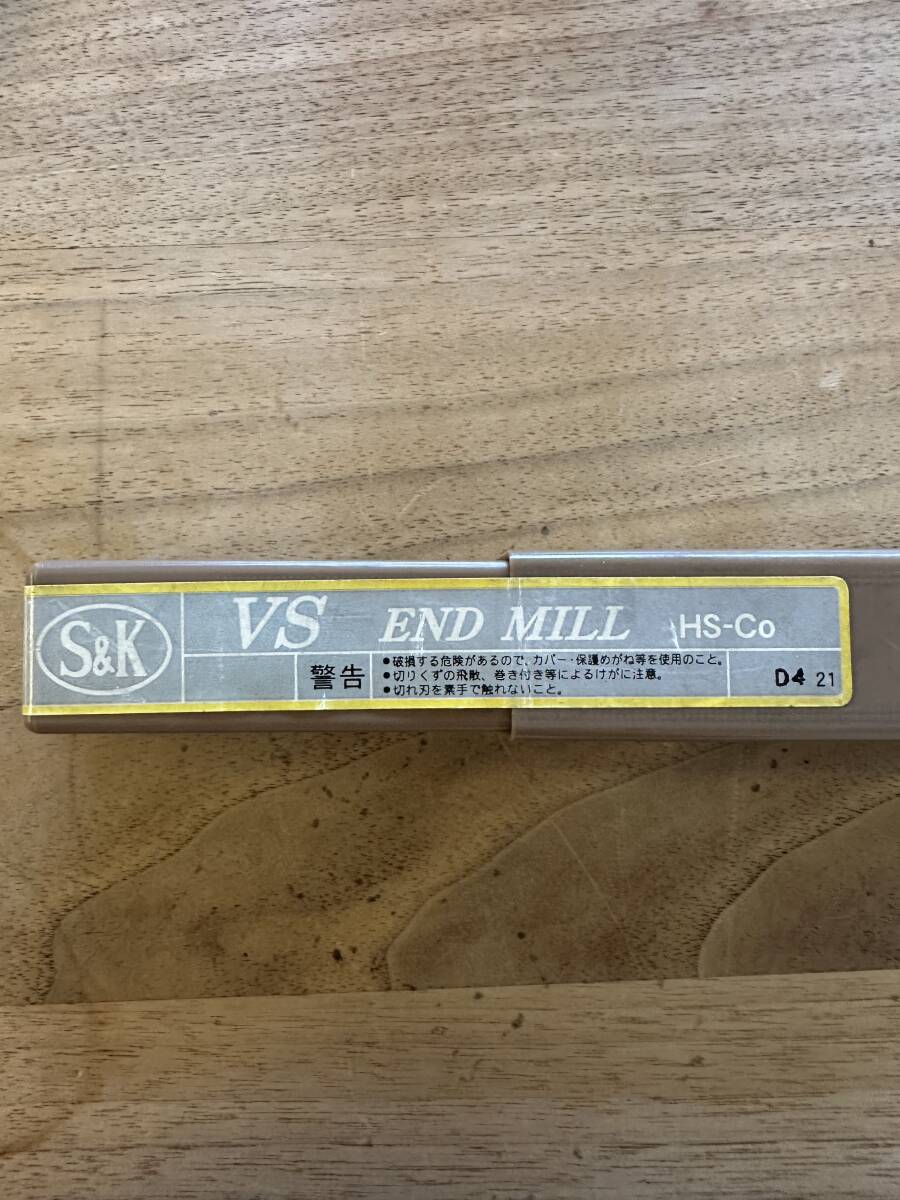 S&K
VS END MILL HS-Co
警告
●破損する危険があるので、カバー・保護めがね等を使用のこと。
●切りくずの飛散、巻き付き等によるけがに注意。
●切れ刃を素手で触れないこと。
D4 21